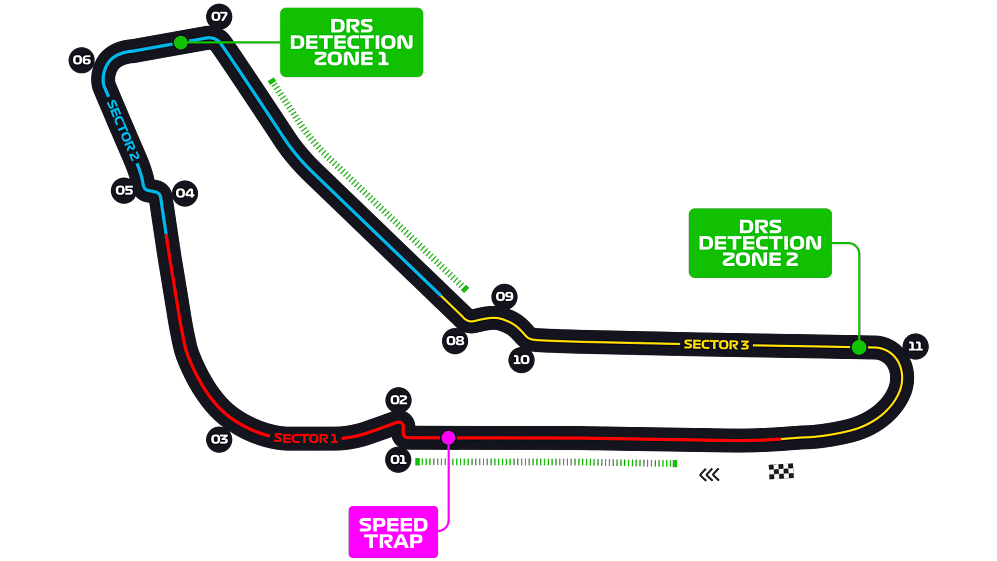 07
DRS
DETECTION
ZONE 1
06
SECTOR 2
05
04
DRS
DETECTION
ZONE 2
09
08
10
SECTOR 3
11
02
03
SECTOR 1
01
SPEED
TRAP